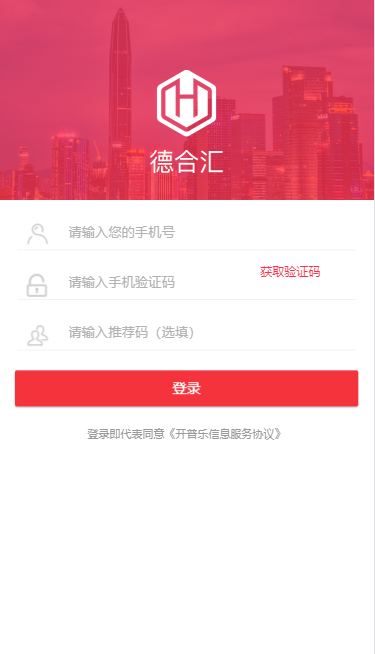 德合汇
请输入您的手机号
请输入手机验证码
获取验证码
请输入推荐码（选填）
登录
登录即代表同意《开普乐信息服务协议》